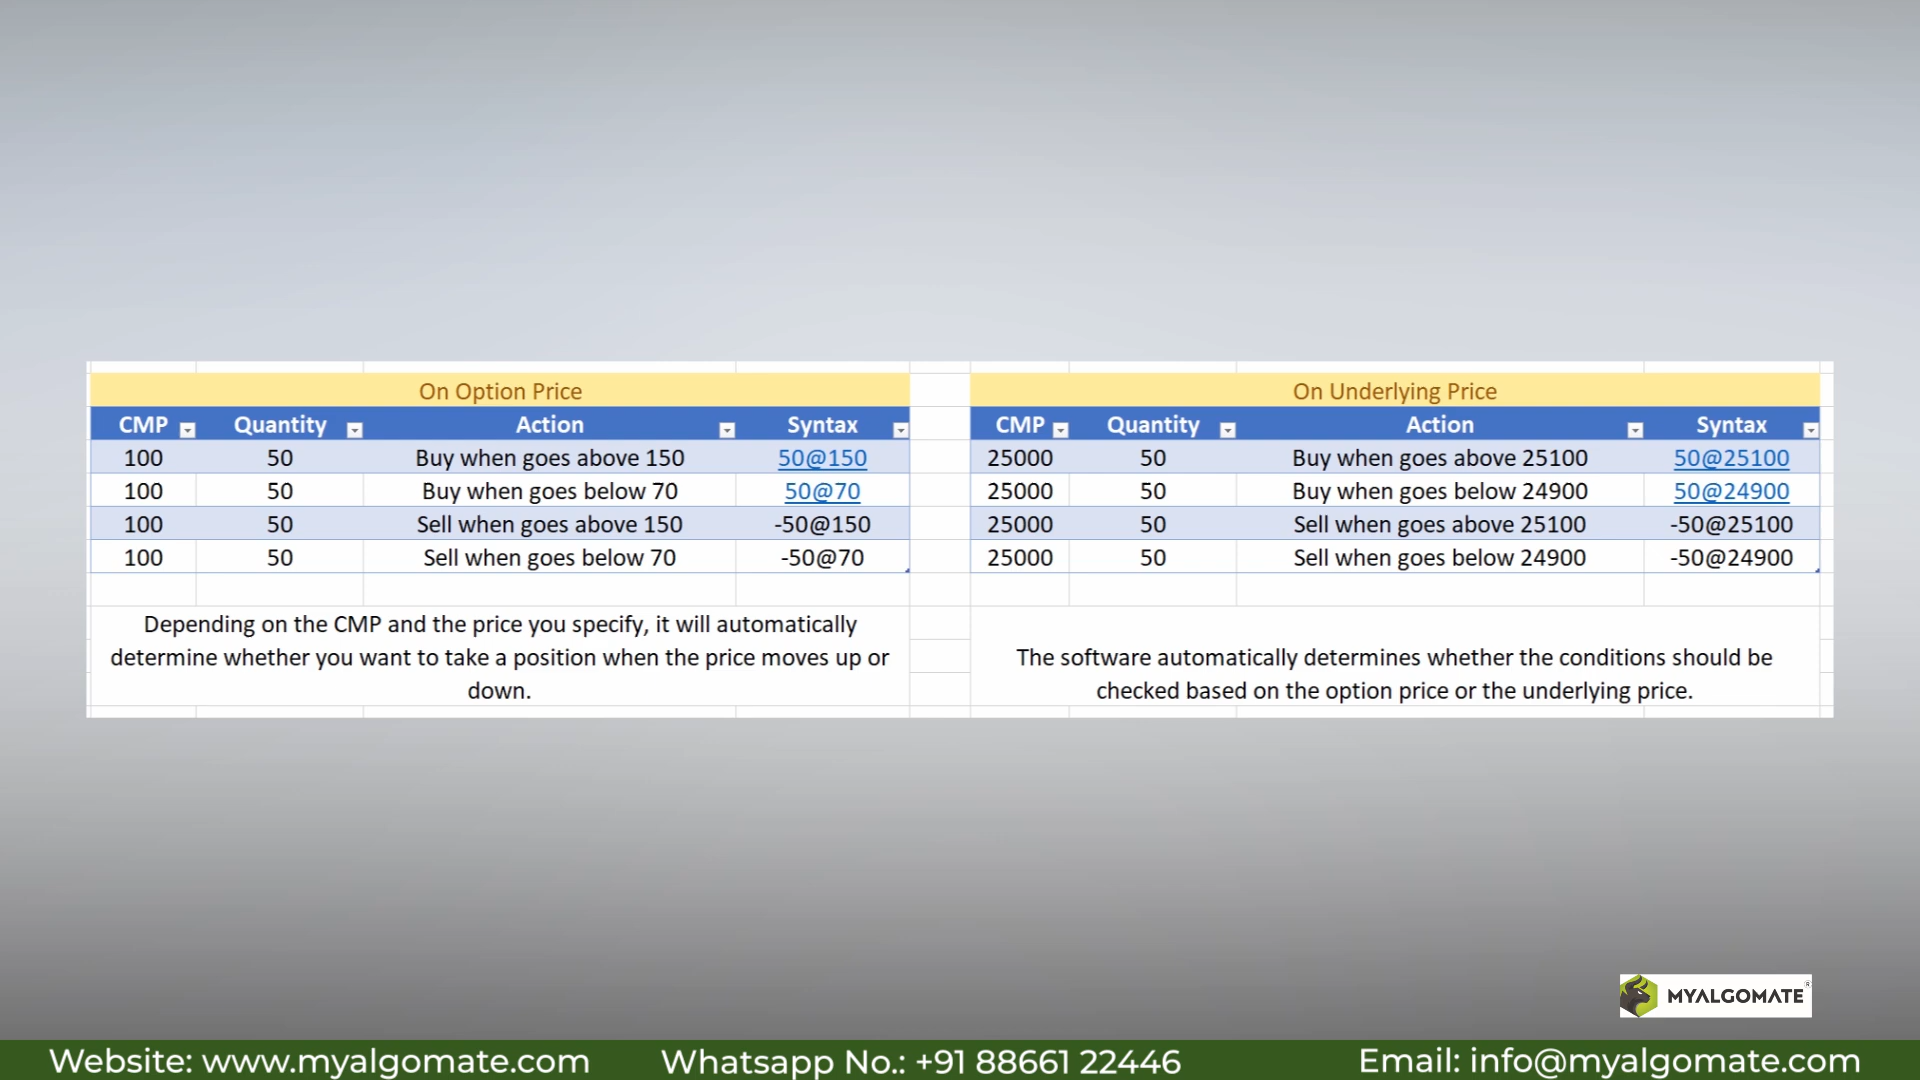 On Option Price
CMP Quantity Action Syntax
100 50 Buy when goes above 150 50@150
100 50 Buy when goes below 70 50@70
100 50 Sell when goes above 150 -50@150
100 50 Sell when goes below 70 -50@70
Depending on the CMP and the price you specify, it will automatically
determine whether you want to take a position when the price moves up or
down.
On Underlying Price
CMP Quantity Action Syntax
25000 50 Buy when goes above 25100 50@25100
25000 50 Buy when goes below 24900 50@24900
25000 50 Sell when goes above 25100 -50@25100
25000 50 Sell when goes below 24900 -50@24900
The software automatically determines whether the conditions should be
checked based on the option price or the underlying price.
MYALGOMATE®
Website: www.myalgomate.com Whatsapp No.: +91 88661 22446 Email: info@myalgomate.com